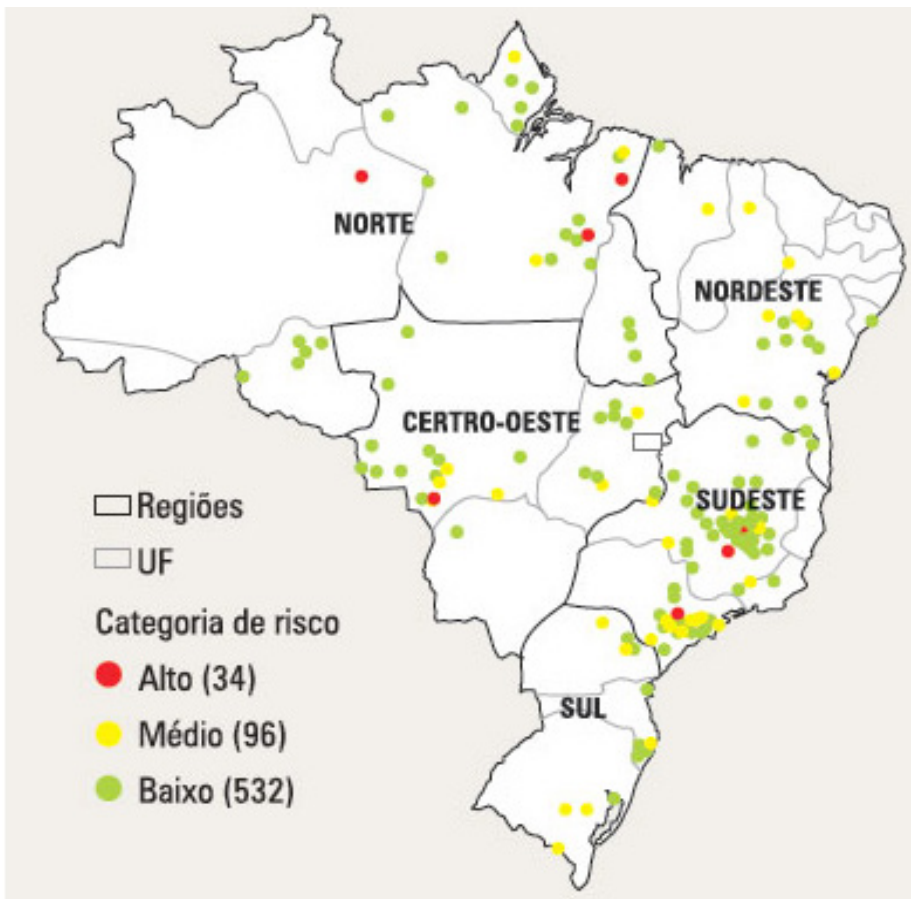 NORTE
NORDESTE
CERTRO-OESTE
SUDESTE
SUL
Regiões
UF
Categoria de risco
Alto (34)
Médio (96)
Baixo (532)